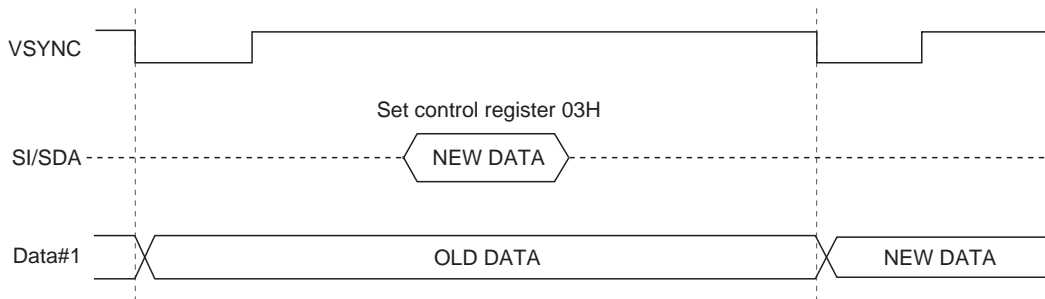 VSYNC
Set control register 03H
SI/SDA NEW DATA
Data#1 OLD DATA NEW DATA